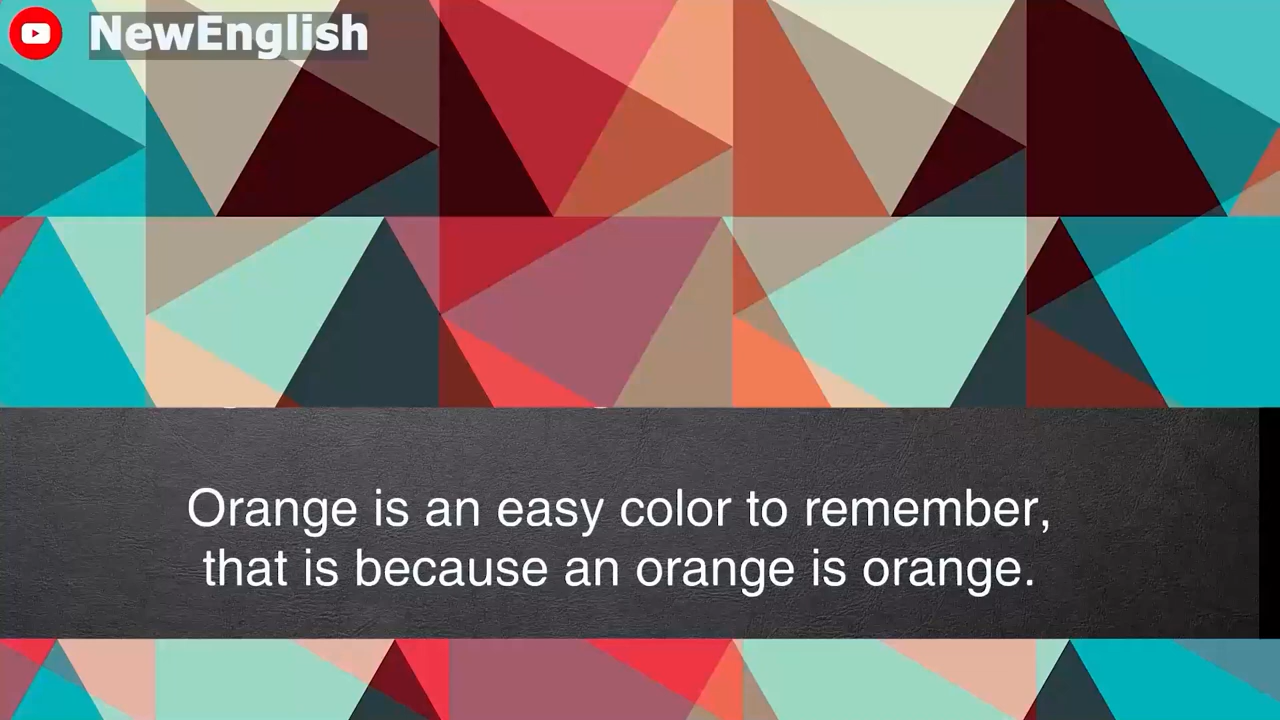 NewEnglish
Orange is an easy color to remember,
that is because an orange is orange.